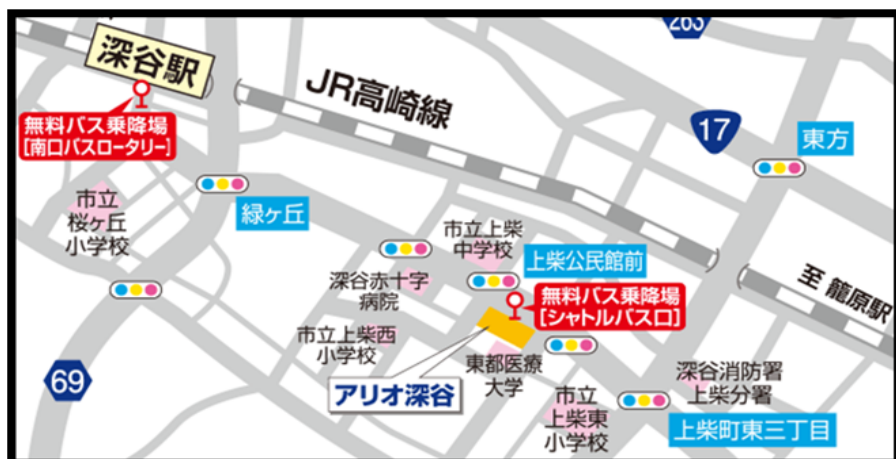 263
深谷駅
JR高崎線
無料バス乗降場
[南口バスロータリー]
17
東方
市立
桜ヶ丘
小学校
緑ヶ丘
市立上柴
中学校
上柴公民館前
至 籠原駅
深谷赤十字
病院
無料バス乗降場
[シャトルバス口]
市立上柴西
小学校
東都医療
大学
69
アリオ深谷
市立
上柴東
小学校
深谷消防署
上柴分署
上柴町東三丁目